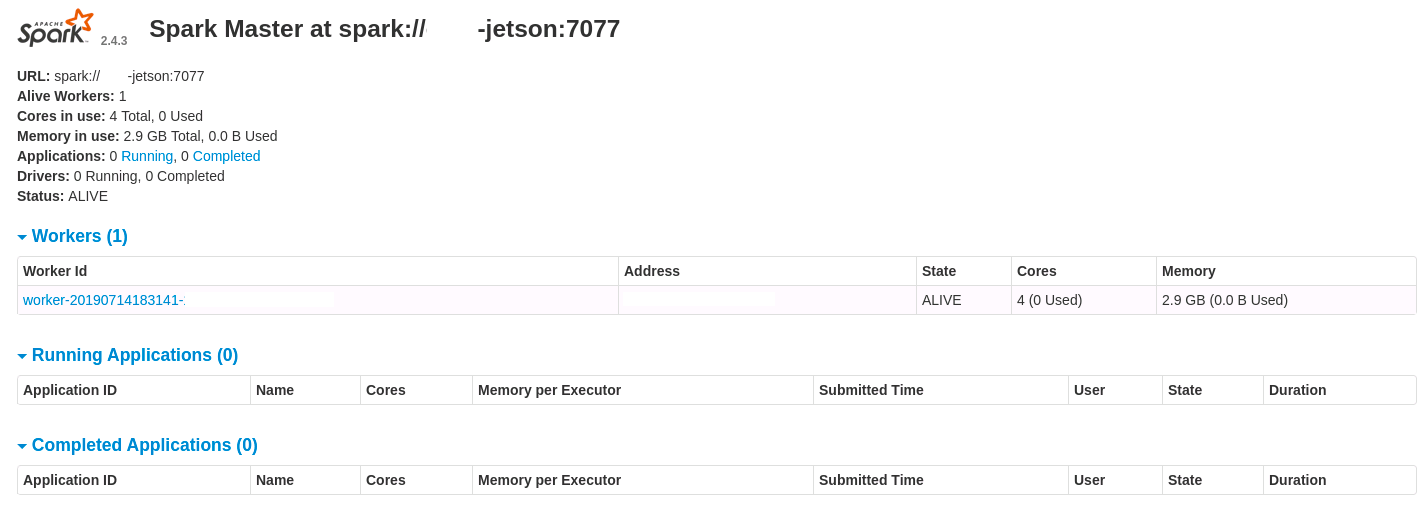 APACHE
Spark 2.4.3 Spark Master at spark:// -jetson:7077
URL: spark:// -jetson:7077
Alive Workers: 1
Cores in use: 4 Total, 0 Used
Memory in use: 2.9 GB Total, 0.0 B Used
Applications: 0 Running, 0 Completed
Drivers: 0 Running, 0 Completed
Status: ALIVE
Workers (1)
Worker Id Address State Cores Memory
worker-20190714183141- ALIVE 4 (0 Used) 2.9 GB (0.0 B Used)
Running Applications (0)
Application ID Name Cores Memory per Executor Submitted Time User State Duration
Completed Applications (0)
Application ID Name Cores Memory per Executor Submitted Time User State Duration